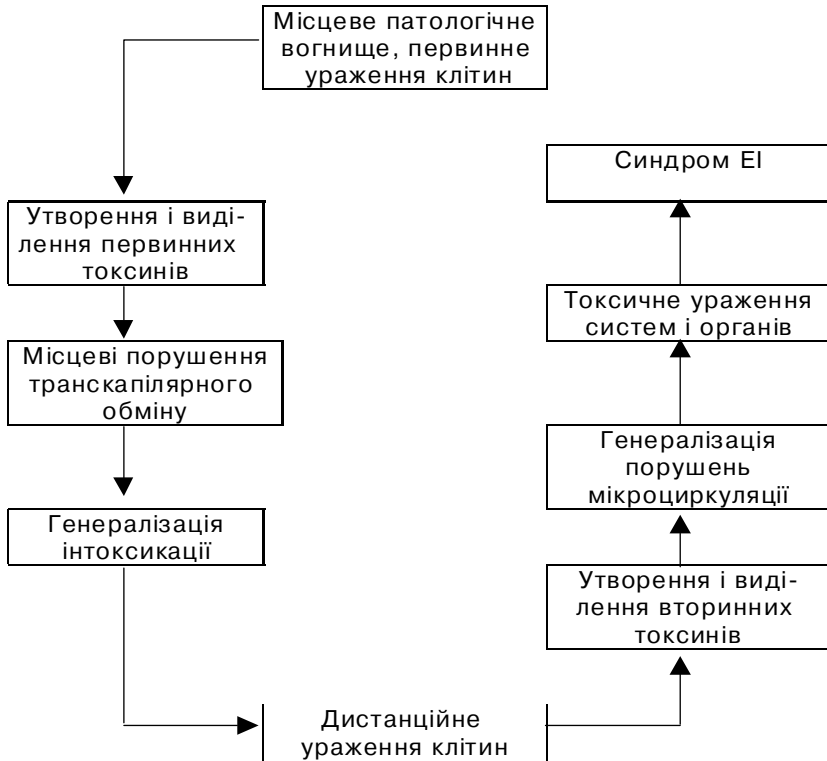 Місцеве патологічне
вогнище, первинне
ураження клітин
Утворення і виді-
лення первинних
токсинів
Місцеві порушення
транскапілярного
обміну
Генералізація
інтоксикації
Дистанційне
ураження клітин
Утворення і виді-
лення вторинних
токсинів
Генералізація
порушень
мікроциркуляції
Токсичне ураження
систем і органів
Синдром ЕІ